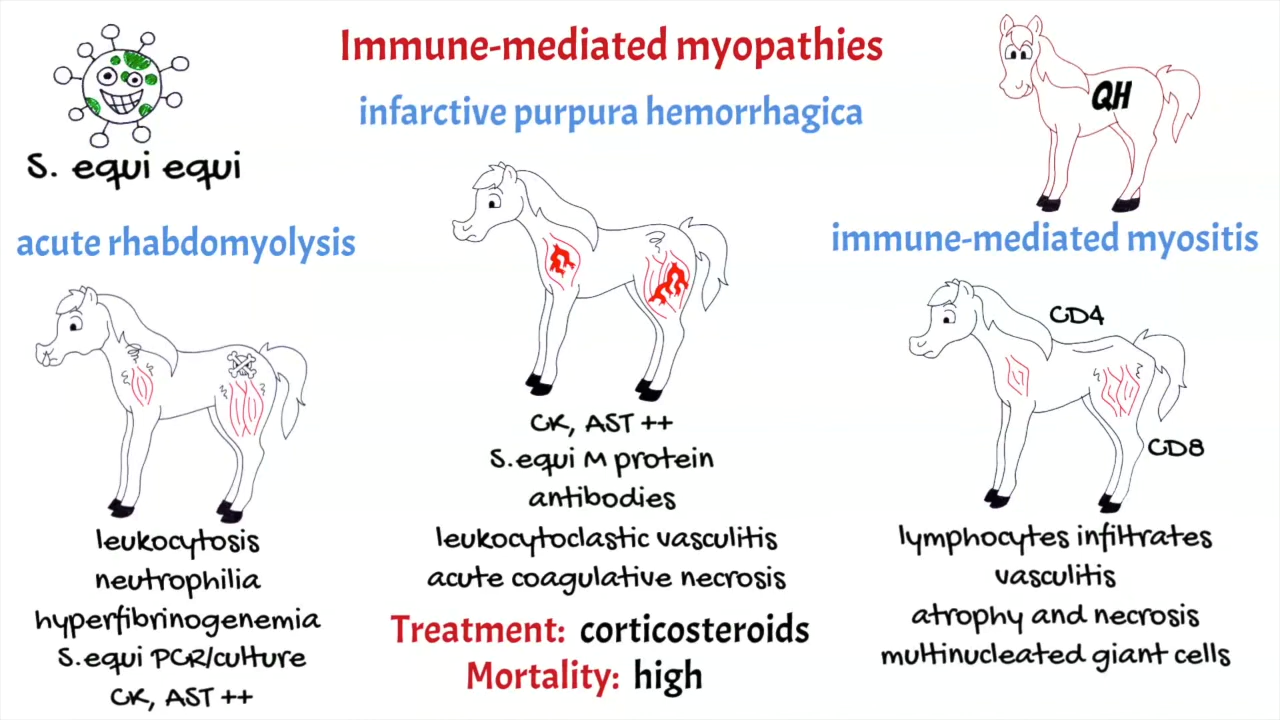 Immune-mediated myopathies
infarctive purpura hemorrhagica
QH
S. equi equi
acute rhabdomyolysis
leukocytosis
neutrophilia
hyperfibrinogenemia
S.equi PCR/culture
CK, AST ++
CK, AST ++
S.equi M protein
antibodies
leukocytoclastic vasculitis
acute coagulative necrosis
Treatment: corticosteroids
Mortality: high
immune-mediated myositis
CD4
CD8
lymphocytes infiltrates
vasculitis
atrophy and necrosis
multinucleated giant cells